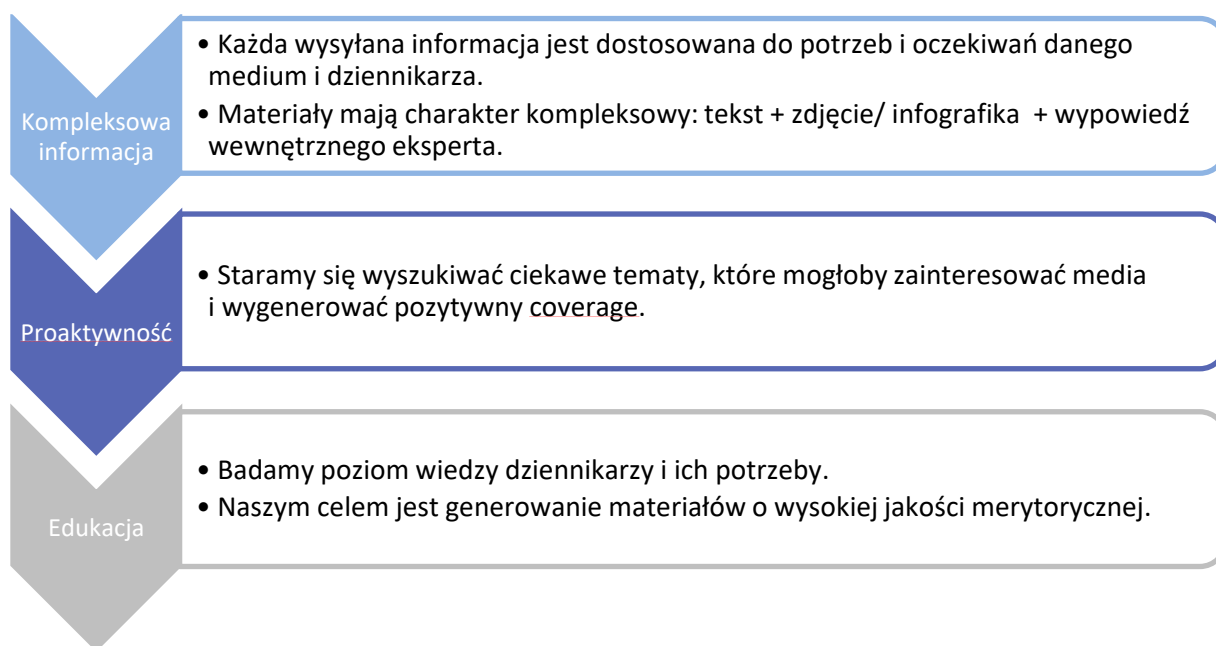 Kompleksowa
informacja
• Każda wysyłana informacja jest dostosowana do potrzeb i oczekiwań danego
medium i dziennikarza.
• Materiały mają charakter kompleksowy: tekst + zdjęcie/ infografika + wypowiedź
wewnętrznego eksperta.
Proaktywność
• Staramy się wyszukiwać ciekawe tematy, które mogłoby zainteresować media
i wygenerować pozytywny coverage.
Edukacja
• Badamy poziom wiedzy dziennikarzy i ich potrzeby.
• Naszym celem jest generowanie materiałów o wysokiej jakości merytorycznej.